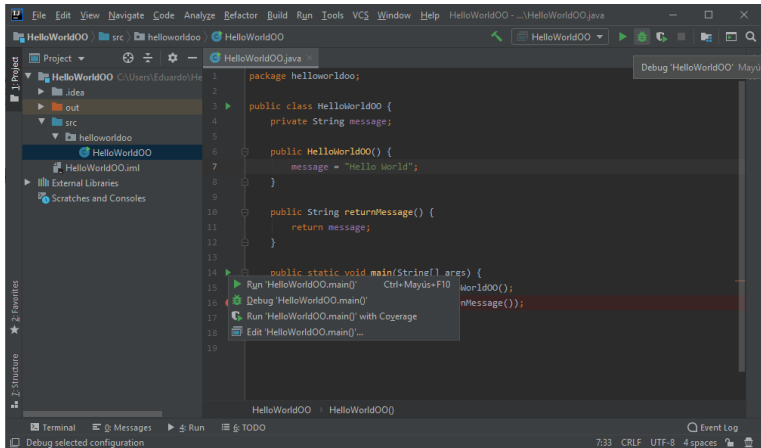 File Edit View Navigate Code Analyze Refactor Build Run Tools VCS Window Help HelloWorldOO - ...\HelloWorldOO.java
HelloWorldOO src helloworldoo HelloWorldOO HelloWorldOO
Project HelloWorldOO.java
Debug 'HelloWorldOO' Mayú
1: Project
HelloWorldOO C:\Users\Eduardo\He
.idea
out
src
helloworldoo
HelloWorldOO
HelloWorldOO.iml
External Libraries
Scratches and Consoles
1 package helloworldoo;
2
3 public class HelloWorldOO {
4 private String message;
5
6 public HelloWorldOO() {
7 message = "Hello World";
8 }
9
10 public String returnMessage() {
11 return message;
12 }
13
14 public static void main(String[] args) {
15 WorldOO();
16 nMessage());
17
18
19
Run 'HelloWorldOO.main()' Ctrl+Mayús+F10
Debug 'HelloWorldOO.main()'
Run 'HelloWorldOO.main()' with Coverage
Edit 'HelloWorldOO.main()'...
2: Favorites
7: Structure
HelloWorldOO HelloWorldOO()
Terminal 0: Messages 4: Run 6: TODO Event Log
Debug selected configuration 7:33 CRLF UTF-8 4 spaces